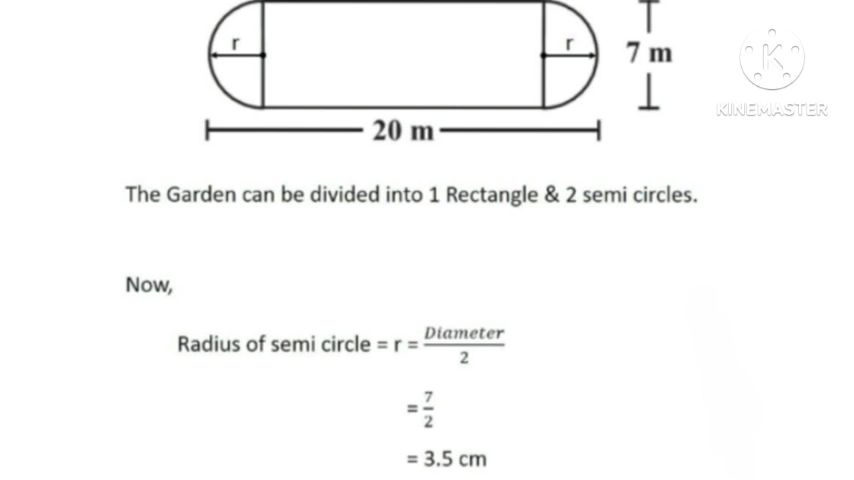 r
r
7 m
K
KINEMASTER
20 m
The Garden can be divided into 1 Rectangle & 2 semi circles.
Now,
Radius of semi circle = r = Diameter
2
= 7
2
= 3.5 cm